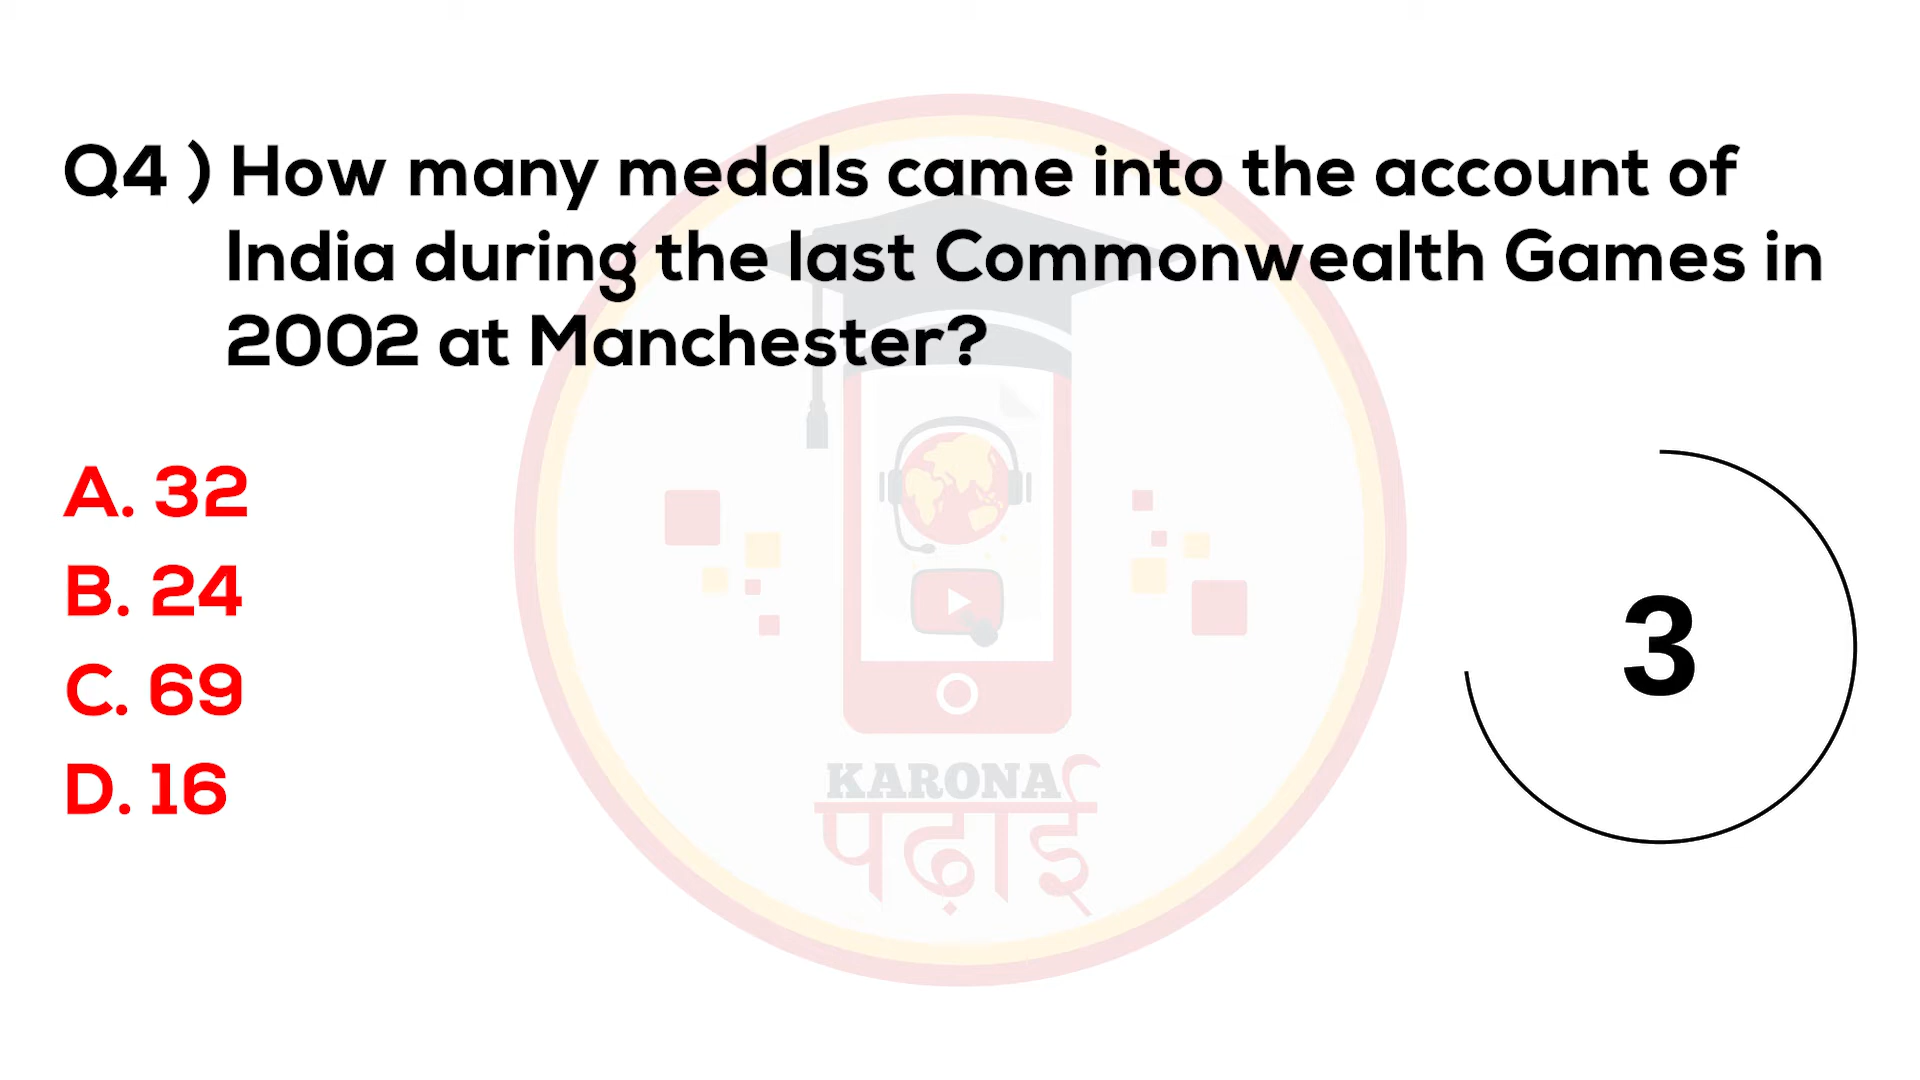 Q4 ) How many medals came into the account of
India during the last Commonwealth Games in
2002 at Manchester?
A. 32
B. 24
C. 69
D. 16
3
KARONA
पढ़ाई